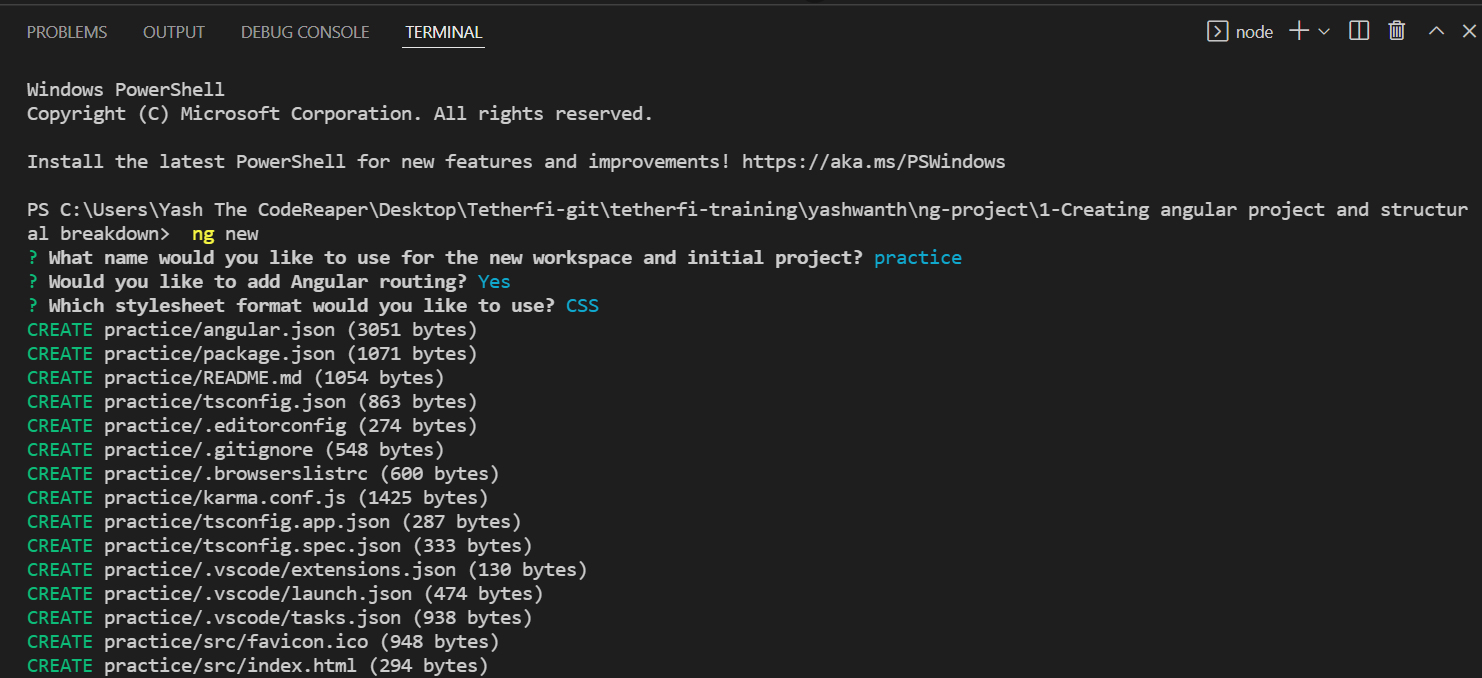 PROBLEMS OUTPUT DEBUG CONSOLE TERMINAL node
Windows PowerShell
Copyright (C) Microsoft Corporation. All rights reserved.
Install the latest PowerShell for new features and improvements! https://aka.ms/PSWindows
PS C:\Users\Yash The CodeReaper\Desktop\Tetherfi-git\tetherfi-training\yashwanth\ng-project\1-Creating angular project and structur
al breakdown>  ng new
? What name would you like to use for the new workspace and initial project? practice
? Would you like to add Angular routing? Yes
? Which stylesheet format would you like to use? CSS
CREATE practice/angular.json (3051 bytes)
CREATE practice/package.json (1071 bytes)
CREATE practice/README.md (1054 bytes)
CREATE practice/tsconfig.json (863 bytes)
CREATE practice/.editorconfig (274 bytes)
CREATE practice/.gitignore (548 bytes)
CREATE practice/.browserslistrc (600 bytes)
CREATE practice/karma.conf.js (1425 bytes)
CREATE practice/tsconfig.app.json (287 bytes)
CREATE practice/tsconfig.spec.json (333 bytes)
CREATE practice/.vscode/extensions.json (130 bytes)
CREATE practice/.vscode/launch.json (474 bytes)
CREATE practice/.vscode/tasks.json (938 bytes)
CREATE practice/src/favicon.ico (948 bytes)
CREATE practice/src/index.html (294 bytes)